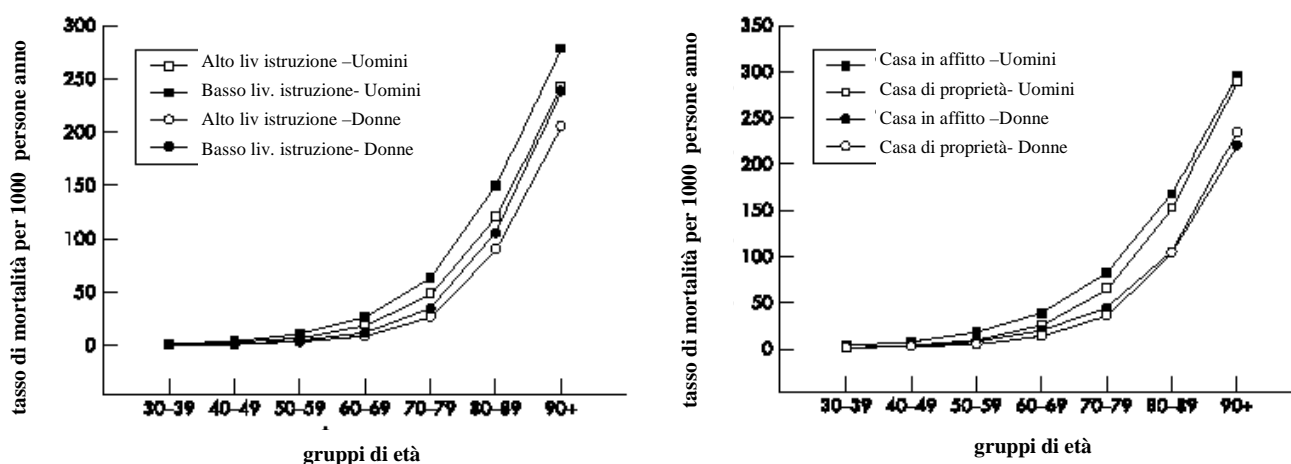 tasso di mortalità per 1000 persone anno
300
250
200
150
100
50
0
Alto liv istruzione –Uomini
Basso liv. istruzione- Uomini
Alto liv istruzione –Donne
Basso liv. istruzione- Donne
30–39 40–49 50–59 60–69 70–79 80–89 90+
gruppi di età
tasso di mortalità per 1000 persone anno
350
300
250
200
150
100
50
0
Casa in affitto –Uomini
Casa di proprietà- Uomini
Casa in affitto –Donne
Casa di proprietà- Donne
30–39 40–49 50–59 60–69 70–79 80–89 90+
gruppi di età